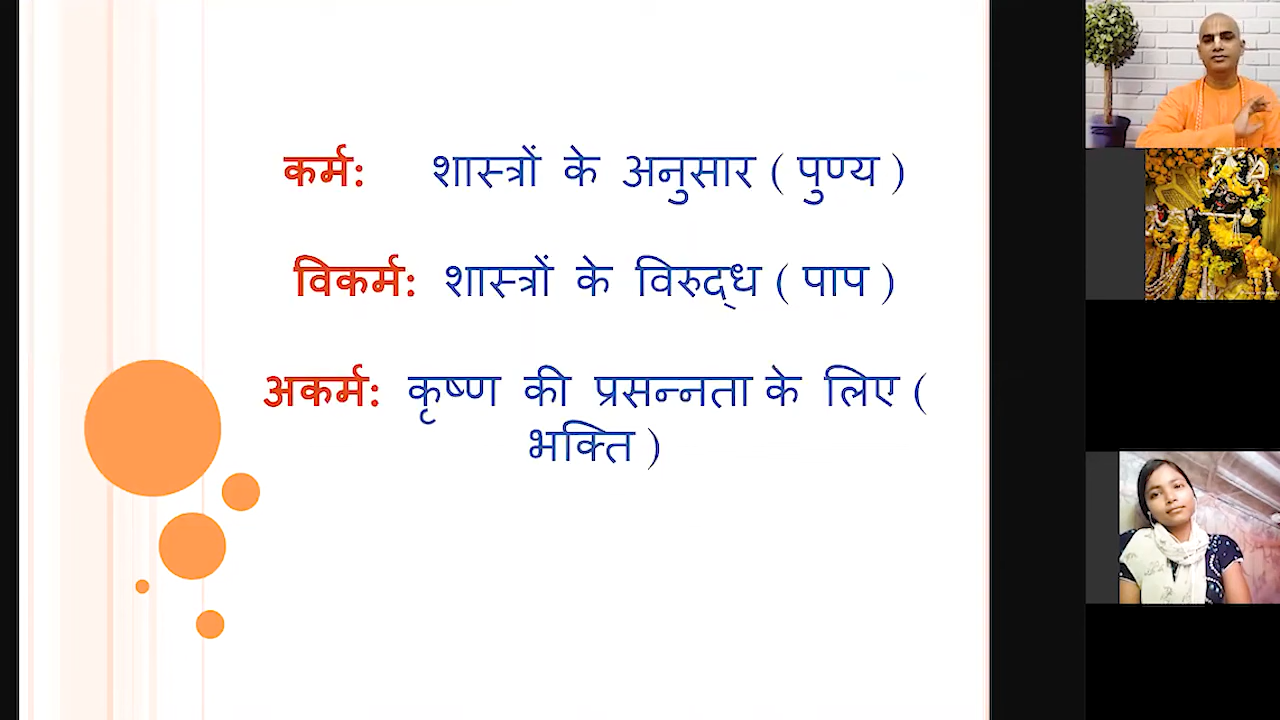 कर्म: शास्त्रों के अनुसार ( पुण्य )
विकर्म: शास्त्रों के विरुद्ध ( पाप )
अकर्म: कृष्ण की प्रसन्नता के लिए (
भक्ति )